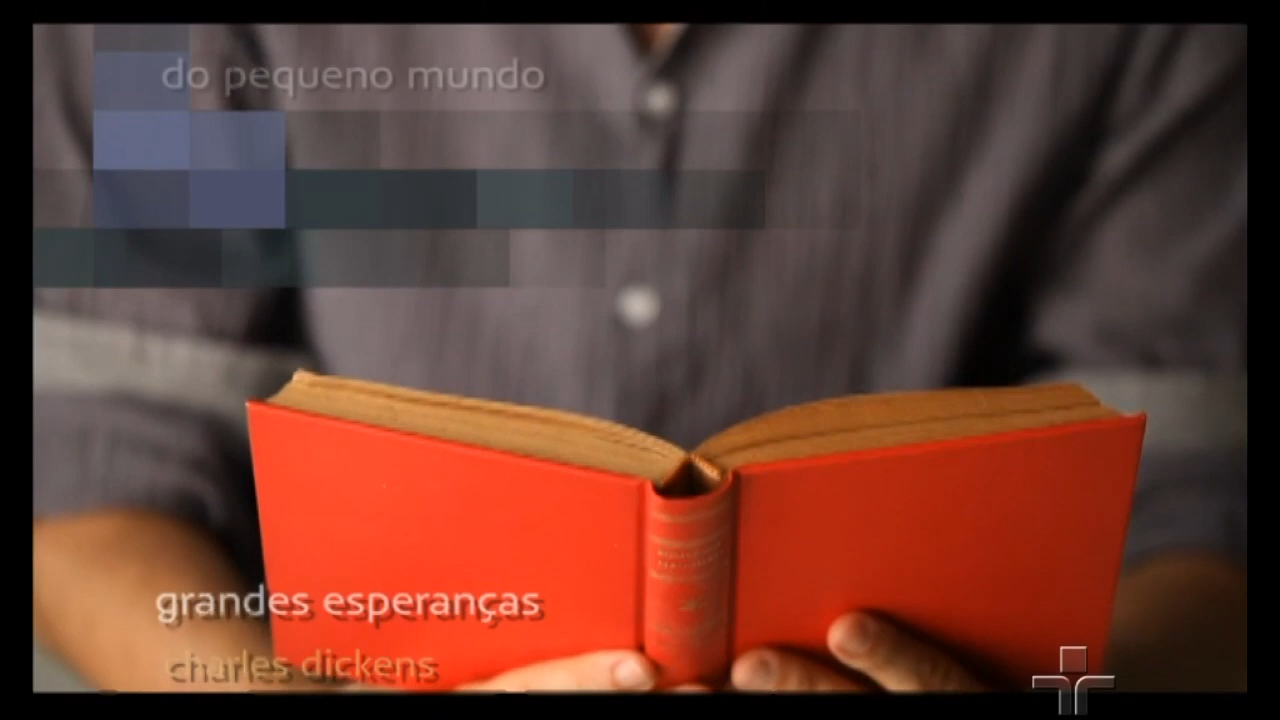 do pequeno mundo
grandes esperanças
charles dickens